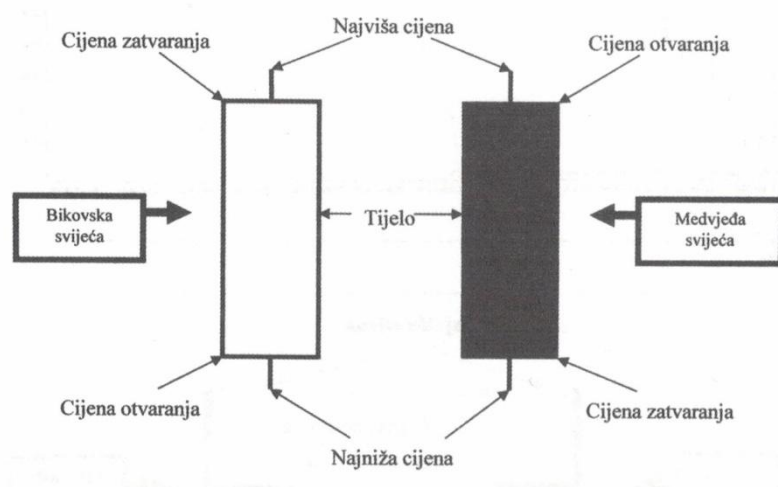 Najviša cijena
Cijena zatvaranja
Cijena otvaranja
Bikovska
svijeća
Tijelo
Medvjeđa
svijeća
Cijena otvaranja
Cijena zatvaranja
Najniža cijena